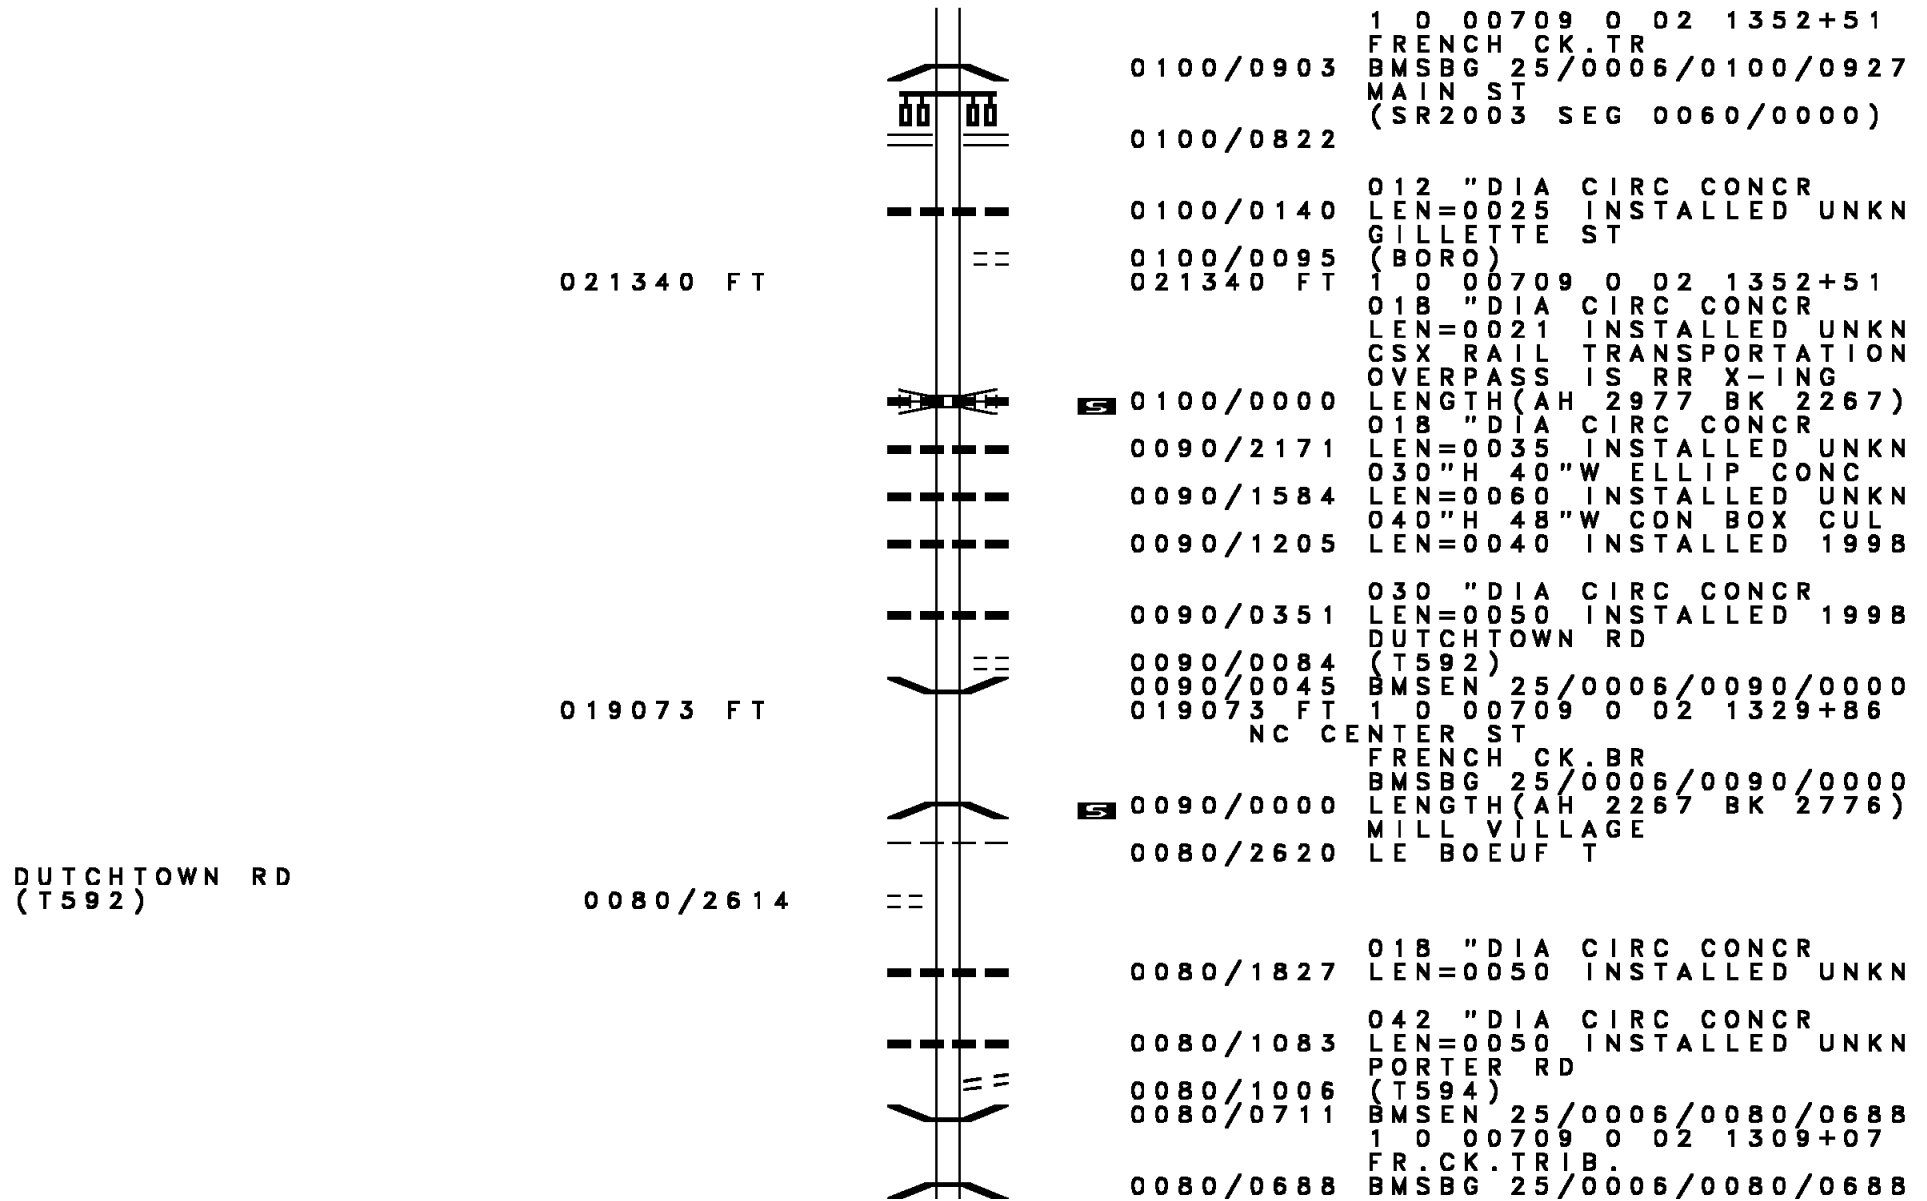 1 0 00709 0 02 1352+51
FRENCH CK.TR
0100/0903 BMSBG 25/0006/0100/0927
MAIN ST
(SR2003 SEG 0060/0000)
0100/0822
012 "DIA CIRC CONCR
0100/0140 LEN=0025 INSTALLED UNKN
GILLETTE ST
0100/0095 (BORO)
021340 FT 021340 FT 1 0 00709 0 02 1352+51
018 "DIA CIRC CONCR
LEN=0021 INSTALLED UNKN
CSX RAIL TRANSPORTATION
OVERPASS IS RR X-ING
S 0100/0000 LENGTH(AH 2977 BK 2267)
018 "DIA CIRC CONCR
0090/2171 LEN=0035 INSTALLED UNKN
030"H 40"W ELLIP CONC
0090/1584 LEN=0060 INSTALLED UNKN
040"H 48"W CON BOX CUL
0090/1205 LEN=0040 INSTALLED 1998
030 "DIA CIRC CONCR
0090/0351 LEN=0050 INSTALLED 1998
DUTCHTOWN RD
0090/0084 (T592)
0090/0045 BMSEN 25/0006/0090/0000
019073 FT 019073 FT 1 0 00709 0 02 1329+86
NC CENTER ST
FRENCH CK.BR
BMSBG 25/0006/0090/0000
S 0090/0000 LENGTH(AH 2267 BK 2776)
MILL VILLAGE
0080/2620 LE BOEUF T
DUTCHTOWN RD
(T592) 0080/2614
018 "DIA CIRC CONCR
0080/1827 LEN=0050 INSTALLED UNKN
042 "DIA CIRC CONCR
0080/1083 LEN=0050 INSTALLED UNKN
PORTER RD
0080/1006 (T594)
0080/0711 BMSEN 25/0006/0080/0688
1 0 00709 0 02 1309+07
FR.CK.TRIB.
0080/0688 BMSBG 25/0006/0080/0688